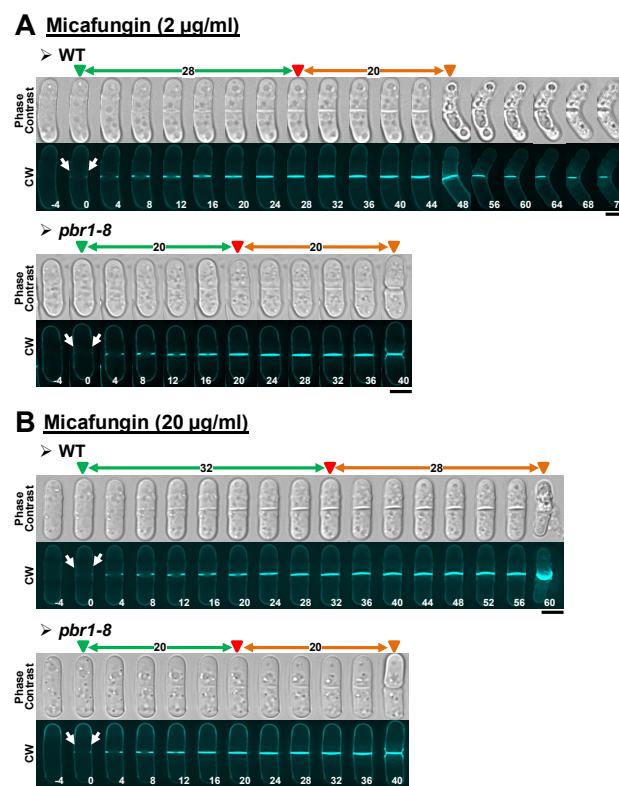 A Micafungin (2 µg/ml)
➢ WT
28 20
Phase Contrast
CW
-4 0 4 8 12 16 20 24 28 32 36 40 44 48 56 60 64 68
➢ pbr1-8
20 20
Phase Contrast
CW
-4 0 4 8 12 16 20 24 28 32 36 40
B Micafungin (20 µg/ml)
➢ WT
32 28
Phase Contrast
CW
-4 0 4 8 12 16 20 24 28 32 36 40 44 48 52 56 60
➢ pbr1-8
20 20
Phase Contrast
CW
-4 0 4 8 12 16 20 24 28 32 36 40